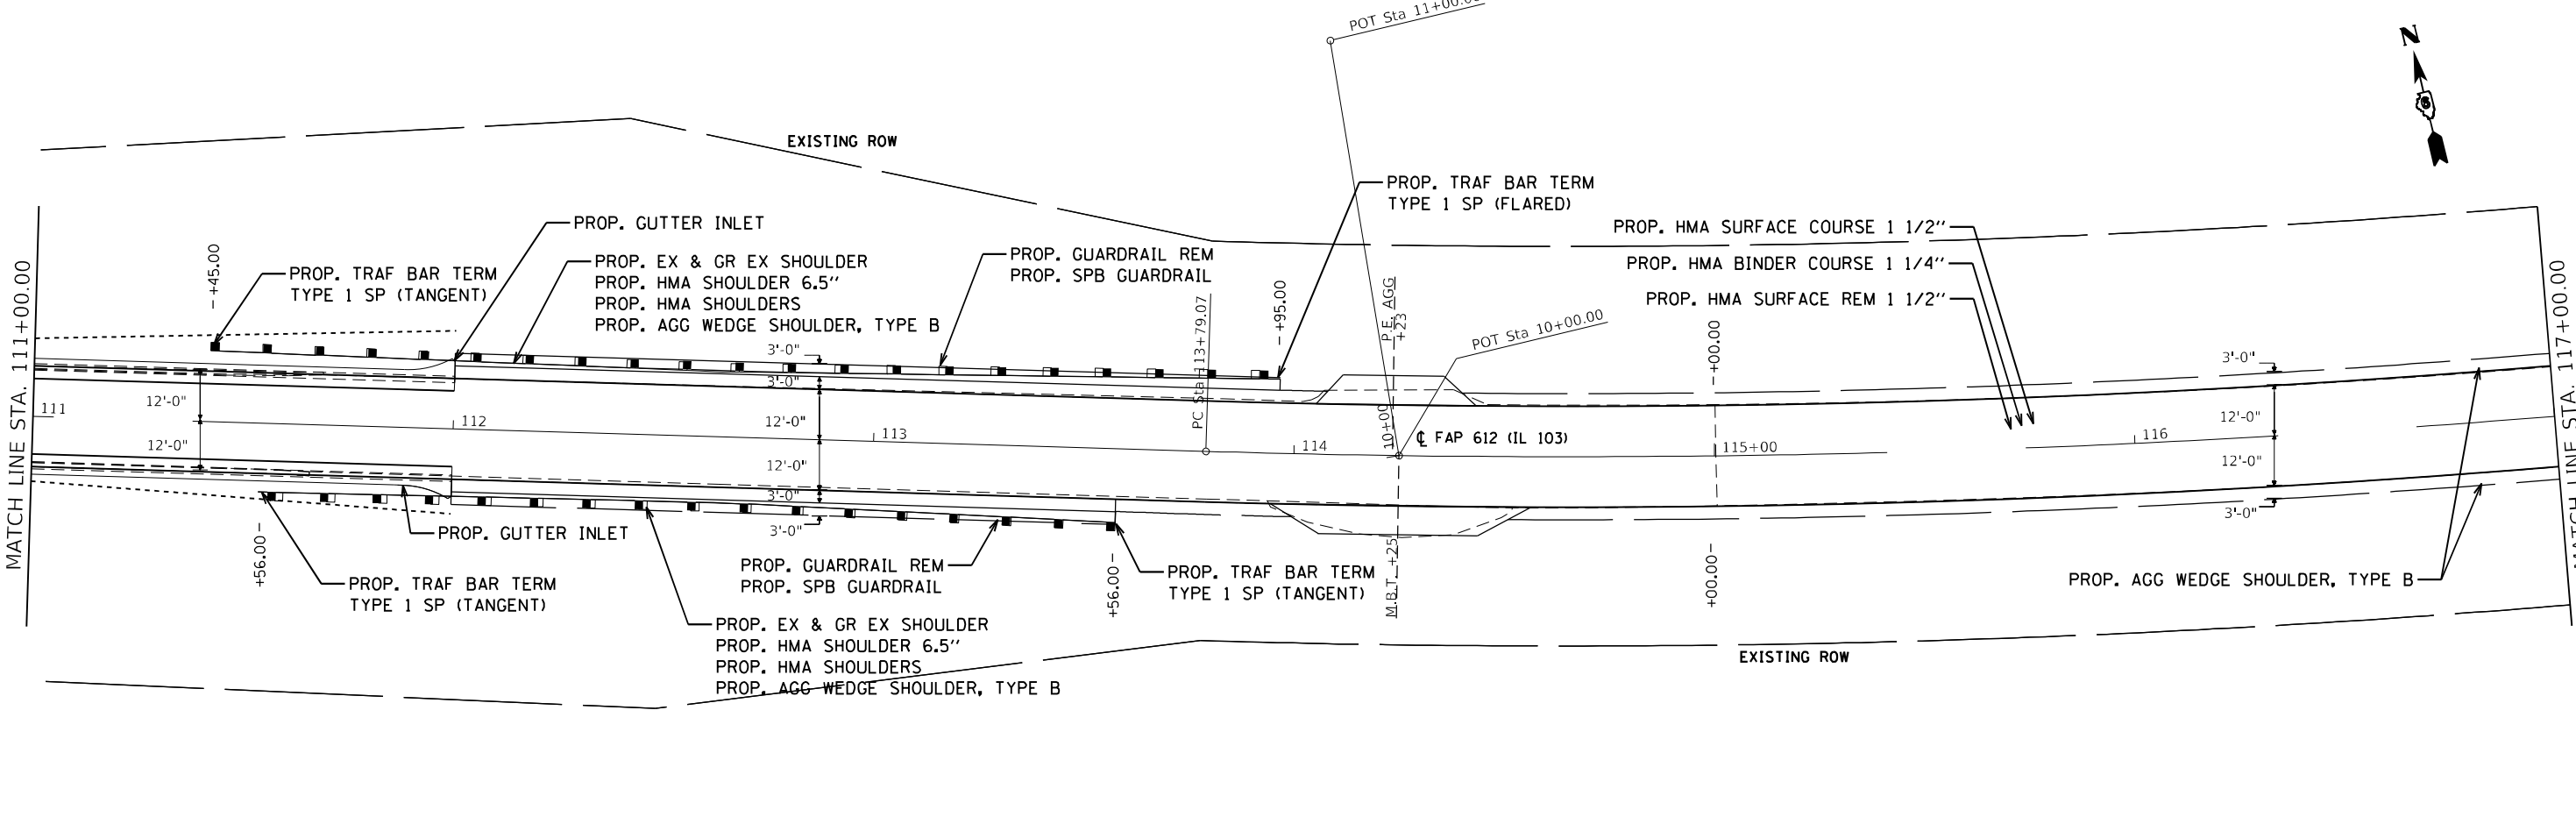 POT Sta 11+00.00
N
EXISTING ROW
PROP. TRAF BAR TERM
TYPE 1 SP (FLARED)
PROP. GUTTER INLET
PROP. HMA SURFACE COURSE 1 1/2"
PROP. HMA BINDER COURSE 1 1/4"
PROP. HMA SURFACE REM 1 1/2"
PROP. GUARDRAIL REM
PROP. SPB GUARDRAIL
PROP. EX & GR EX SHOULDER
PROP. HMA SHOULDER 6.5"
PROP. HMA SHOULDERS
PROP. AGG WEDGE SHOULDER, TYPE B
+45.00
PROP. TRAF BAR TERM
TYPE 1 SP (TANGENT)
MATCH LINE STA. 111+00.00
MATCH LINE STA. 117+00.00
PC Sta 113+79.07
+95.00
P.E. AGG
+23
POT Sta 10+00.00
+00.00
3'-0"
3'-0"
3'-0"
12'-0"
12'-0"
12'-0"
111
112
113
114
10+00
℄ FAP 612 (IL 103)
115+00
116
12'-0"
12'-0"
12'-0"
3'-0"
3'-0"
3'-0"
+56.00
PROP. GUTTER INLET
PROP. TRAF BAR TERM
TYPE 1 SP (TANGENT)
PROP. GUARDRAIL REM
PROP. SPB GUARDRAIL
+56.00
PROP. TRAF BAR TERM
TYPE 1 SP (TANGENT)
M.B.T. +25
+00.00
PROP. AGG WEDGE SHOULDER, TYPE B
PROP. EX & GR EX SHOULDER
PROP. HMA SHOULDER 6.5"
PROP. HMA SHOULDERS
PROP. AGG WEDGE SHOULDER, TYPE B
EXISTING ROW